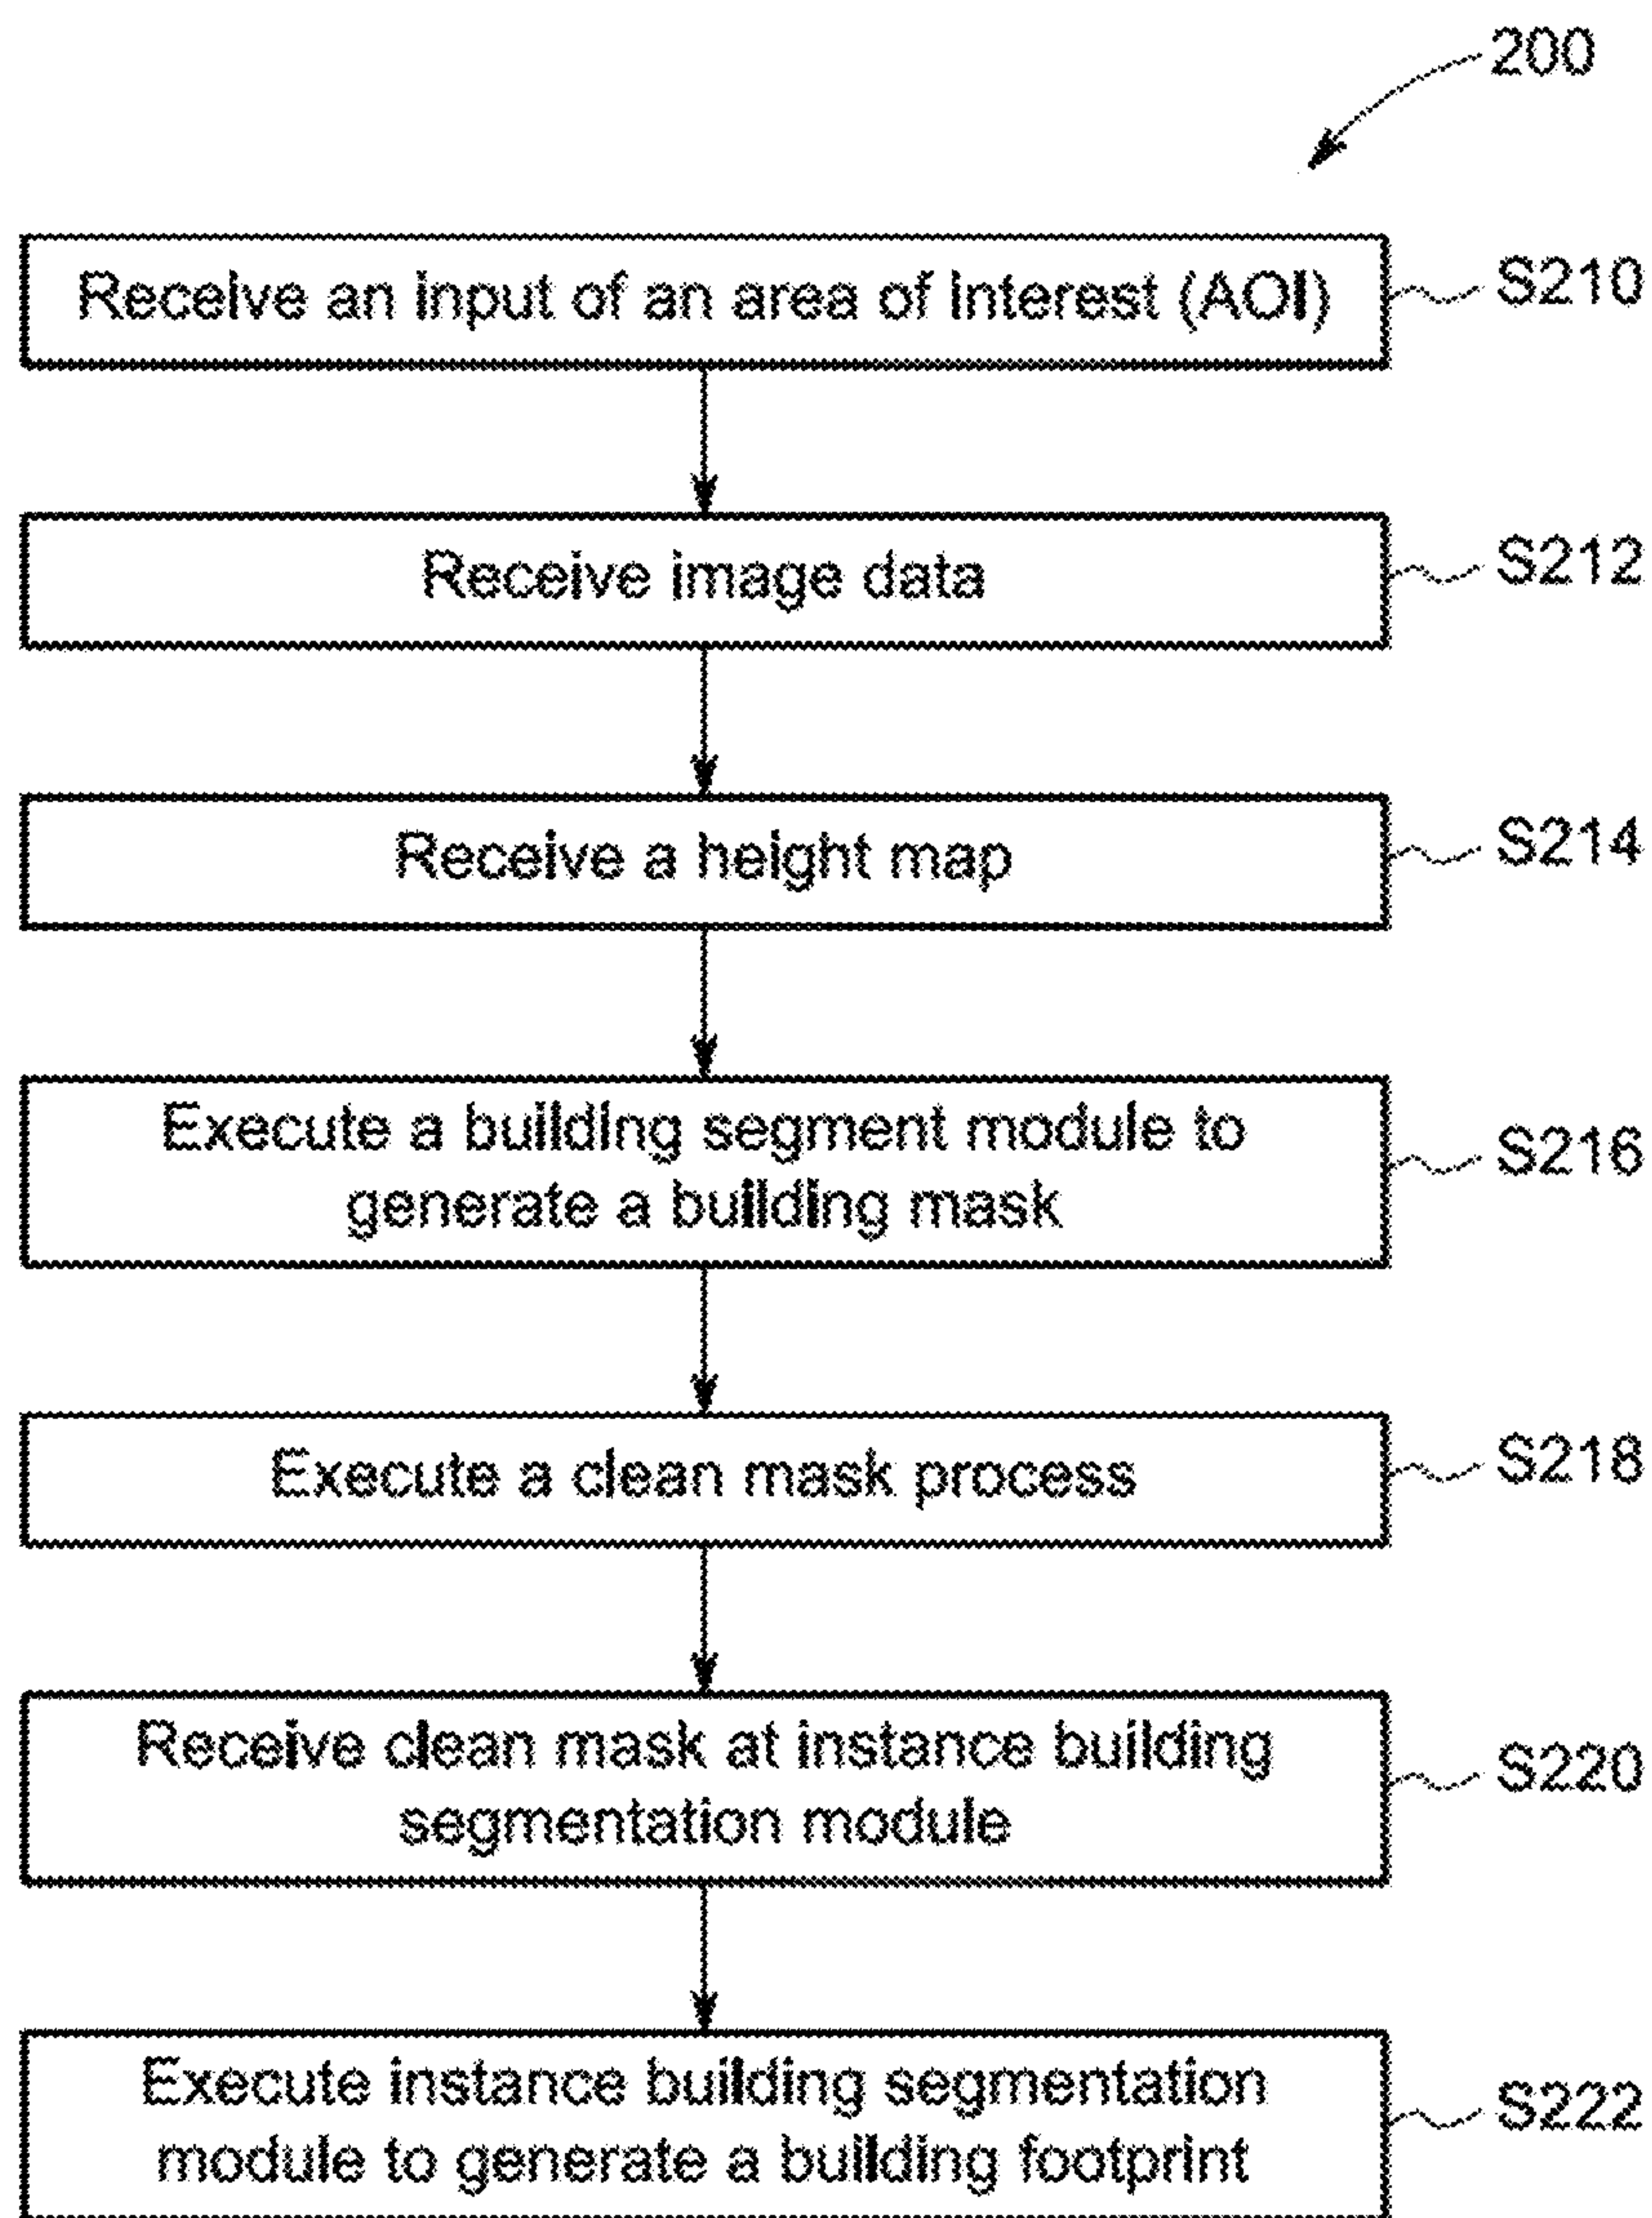 200
Receive an input of an area of interest (AOI)
S210
Receive image data
S212
Receive a height map
S214
Execute a building segment module to
generate a building mask
S216
Execute a clean mask process
S218
Receive clean mask at instance building
segmentation module
S220
Execute instance building segmentation
module to generate a building footprint
S222